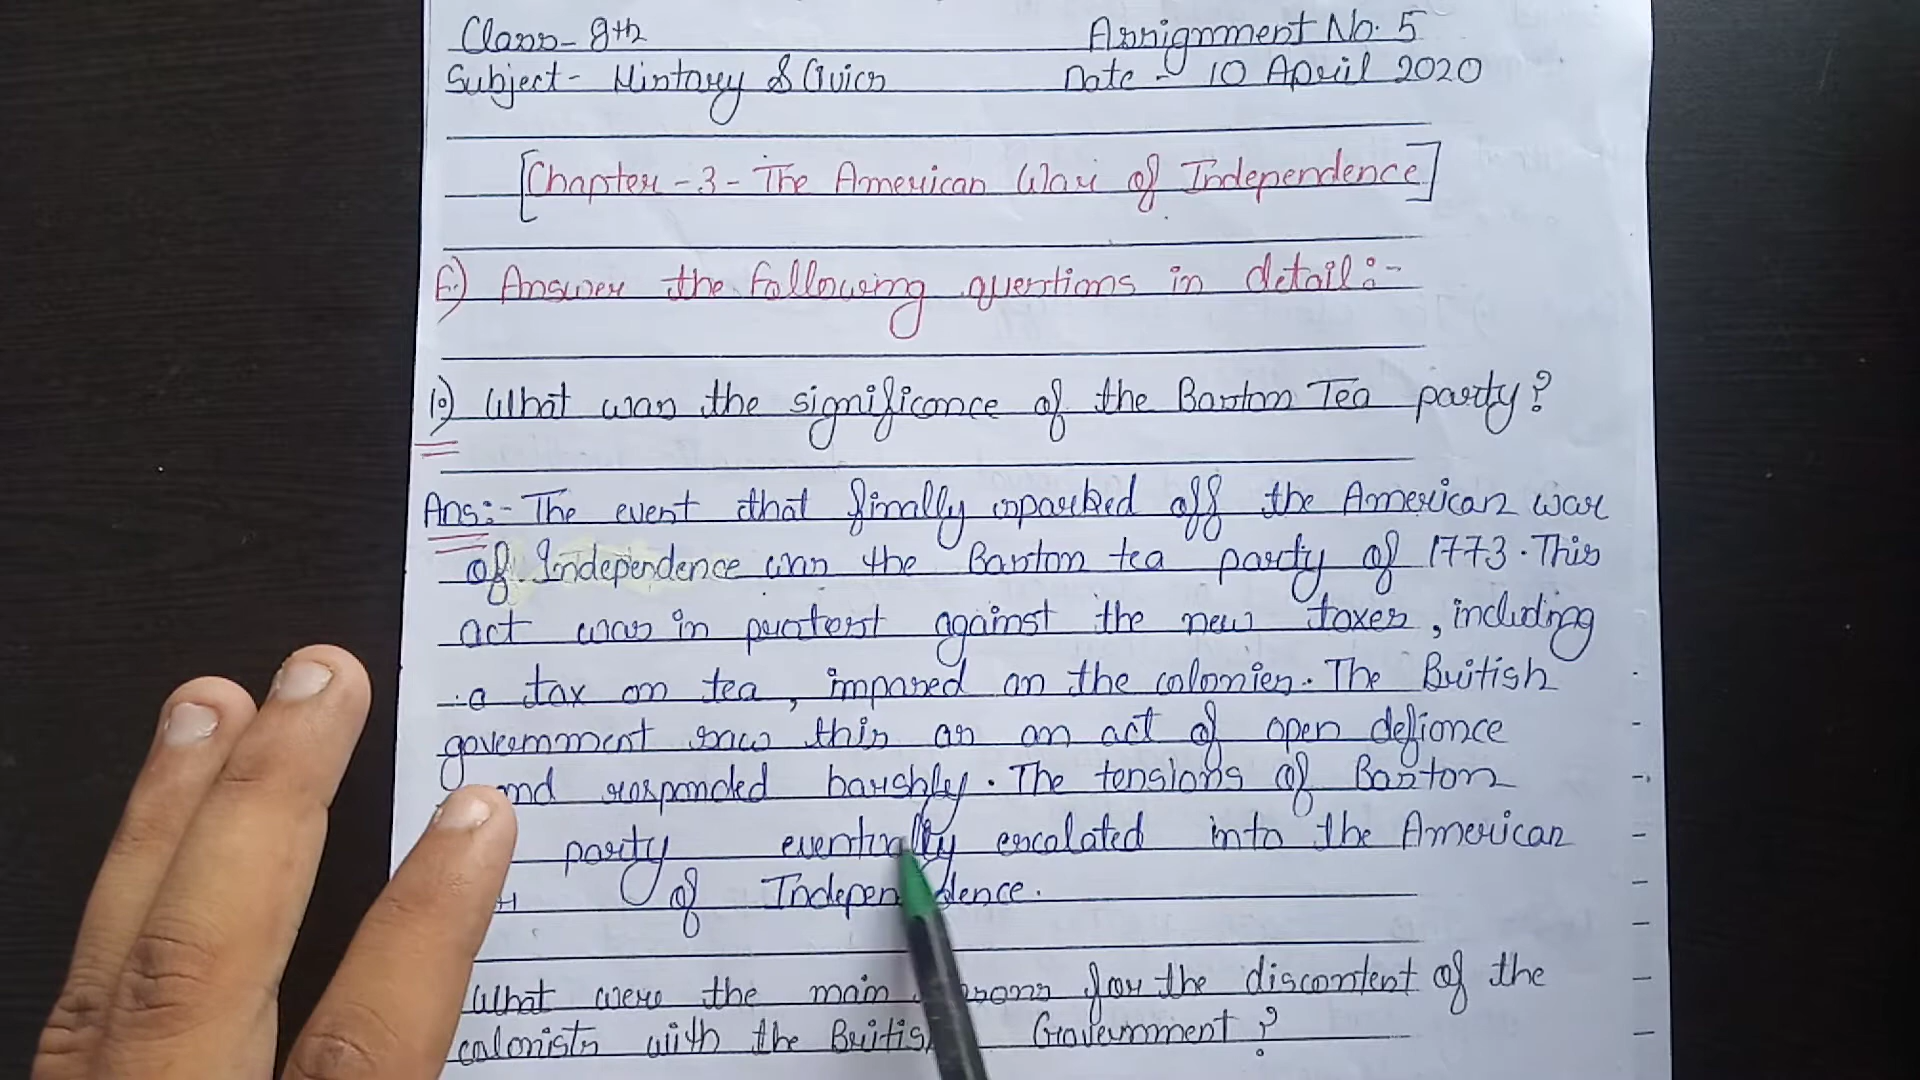 Class- 8th Assignment No. 5
Subject- History & Civics Date - 10 April 2020
[Chapter - 3 - The American War of Independence]
F.) Answer the following questions in detail:-
1.) What was the significance of the Boston Tea party?
Ans:- The event that finally sparked off the American war
of Independence was the Boston tea party of 1773. This
act was in protest against the new taxes, including
a tax on tea, imposed on the colonies. The British
government saw this as an act of open defiance
and responded harshly. The tensions of Boston
party eventually escalated into the American
of Independence.
What were the main for the discontent of the
colonists with the British Government?